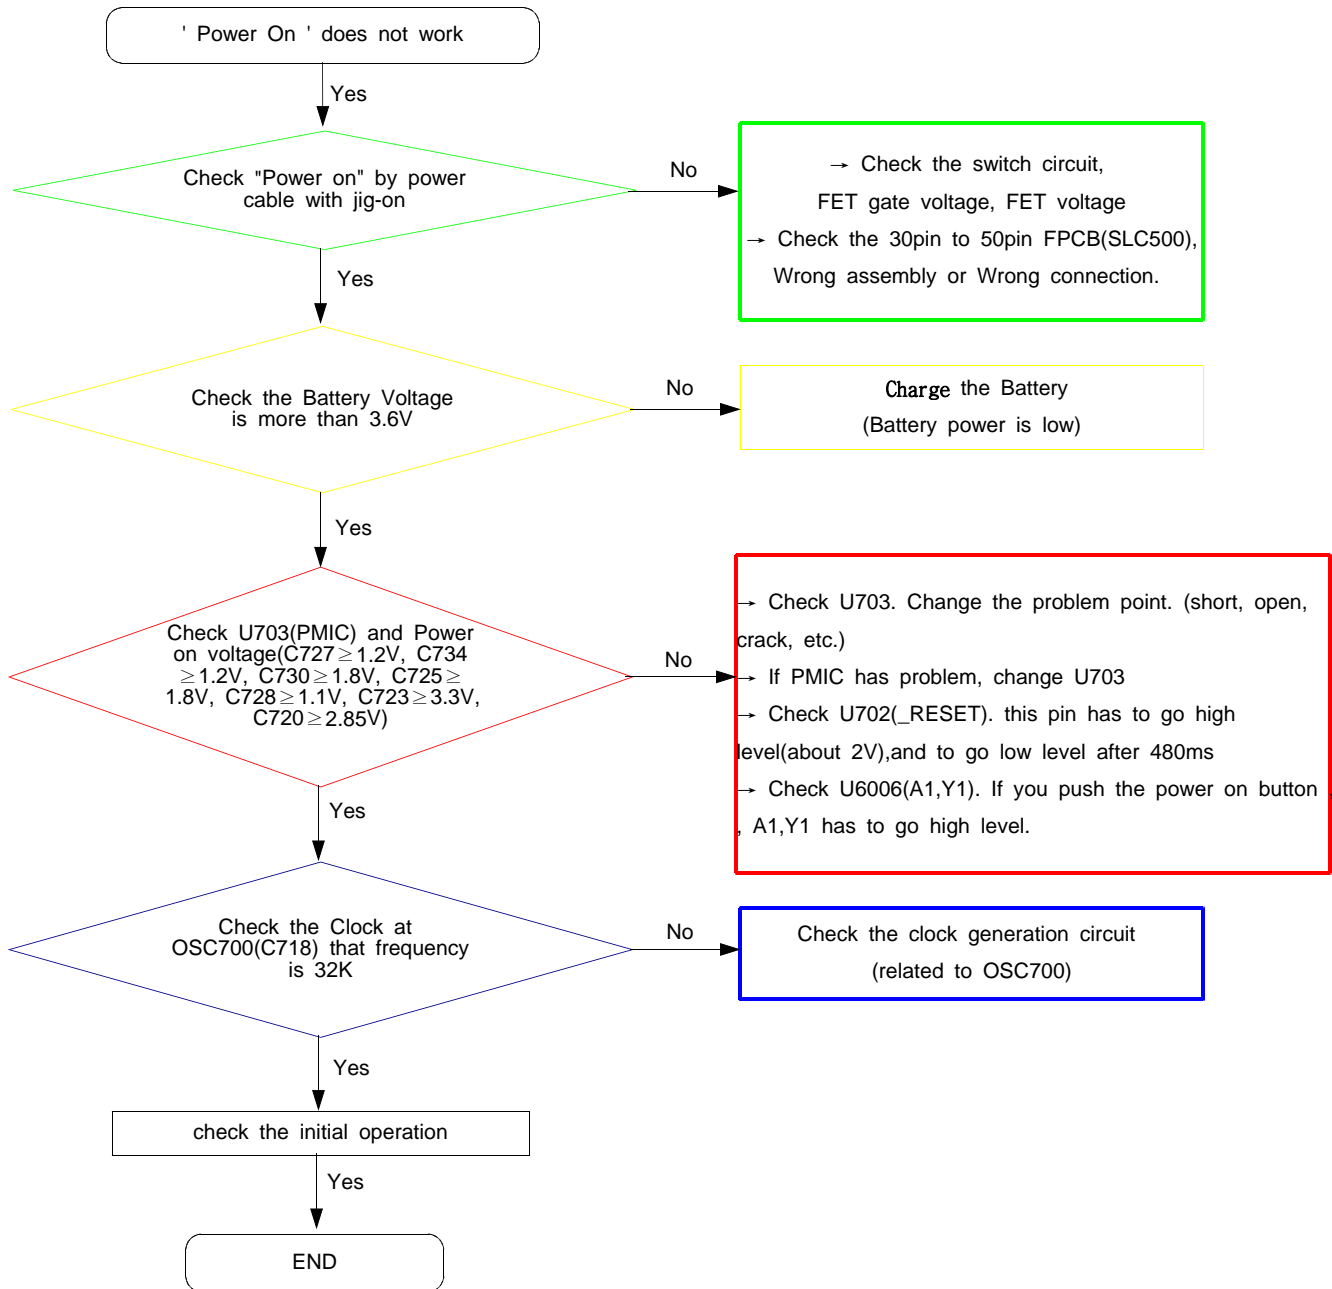 ' Power On ' does not work
Yes
Check "Power on" by power
cable with jig-on
No
→ Check the switch circuit,
FET gate voltage, FET voltage
→ Check the 30pin to 50pin FPCB(SLC500),
Wrong assembly or Wrong connection.
Yes
Check the Battery Voltage
is more than 3.6V
No
Charge the Battery
(Battery power is low)
Yes
Check U703(PMIC) and Power
on voltage(C727≥1.2V, C734
≥1.2V, C730≥1.8V, C725≥
1.8V, C728≥1.1V, C723≥3.3V,
C720≥2.85V)
No
→ Check U703. Change the problem point. (short, open,
crack, etc.)
→ If PMIC has problem, change U703
→ Check U702(_RESET). this pin has to go high
level(about 2V),and to go low level after 480ms
→ Check U6006(A1,Y1). If you push the power on button ,
, A1,Y1 has to go high level.
Yes
Check the Clock at
OSC700(C718) that frequency
is 32K
No
Check the clock generation circuit
(related to OSC700)
Yes
check the initial operation
Yes
END